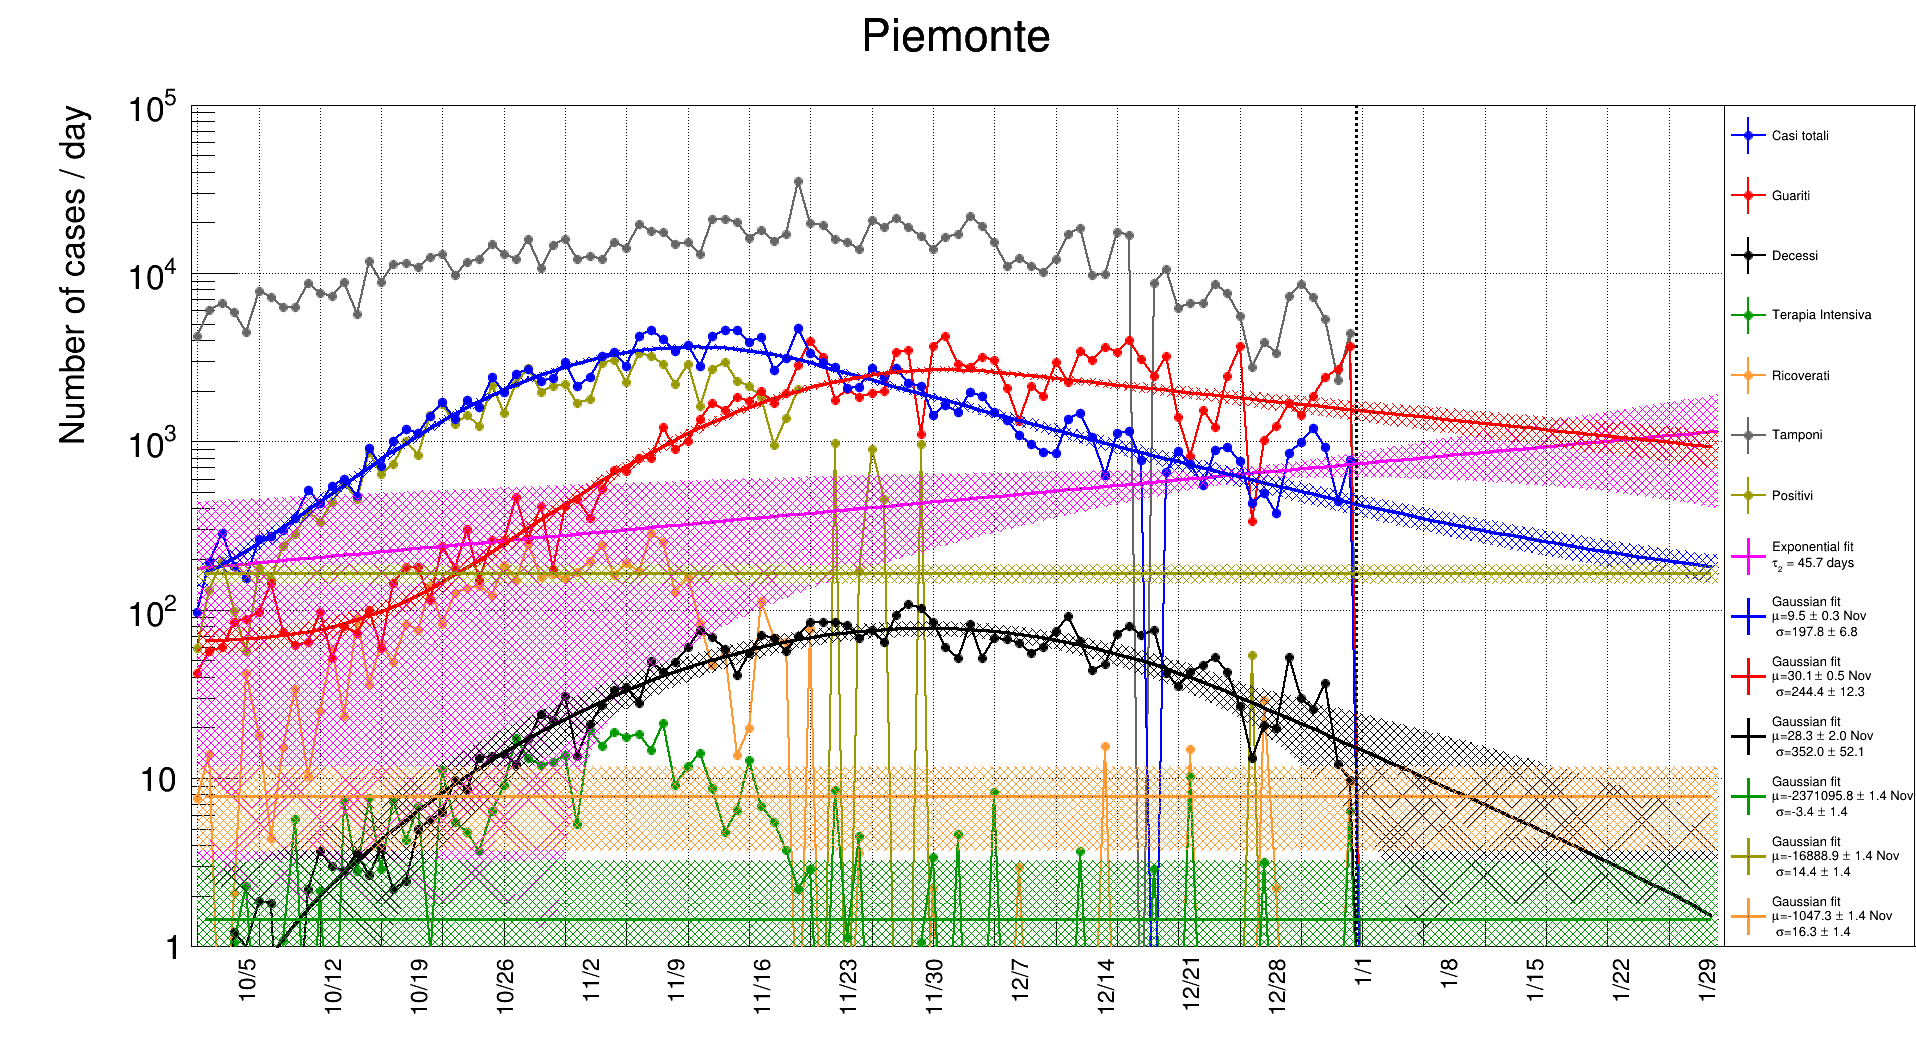 Piemonte
Number of cases / day
10^5
10^4
10^3
10^2
10
1
10/5
10/12
10/19
10/26
11/2
11/9
11/16
11/23
11/30
12/7
12/14
12/21
12/28
1/1
1/8
1/15
1/22
1/29
Casi totali
Guariti
Decessi
Terapia Intensiva
Ricoverati
Tamponi
Positivi
Exponential fit
τ₂ = 45.7 days
Gaussian fit
μ=9.5 ± 0.3 Nov
σ=197.8 ± 6.8
Gaussian fit
μ=30.1 ± 0.5 Nov
σ=244.4 ± 12.3
Gaussian fit
μ=28.3 ± 2.0 Nov
σ=352.0 ± 52.1
Gaussian fit
μ=-2371095.8 ± 1.4 Nov
σ=-3.4 ± 1.4
Gaussian fit
μ=-16888.9 ± 1.4 Nov
σ=14.4 ± 1.4
Gaussian fit
μ=-1047.3 ± 1.4 Nov
σ=16.3 ± 1.4